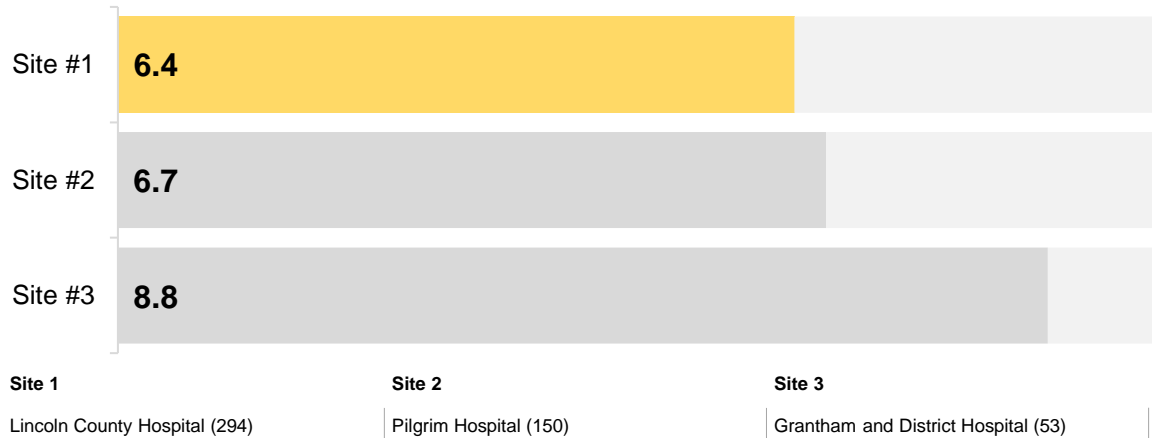 Site #1 6.4
Site #2 6.7
Site #3 8.8
Site 1 Site 2 Site 3
Lincoln County Hospital (294) Pilgrim Hospital (150) Grantham and District Hospital (53)